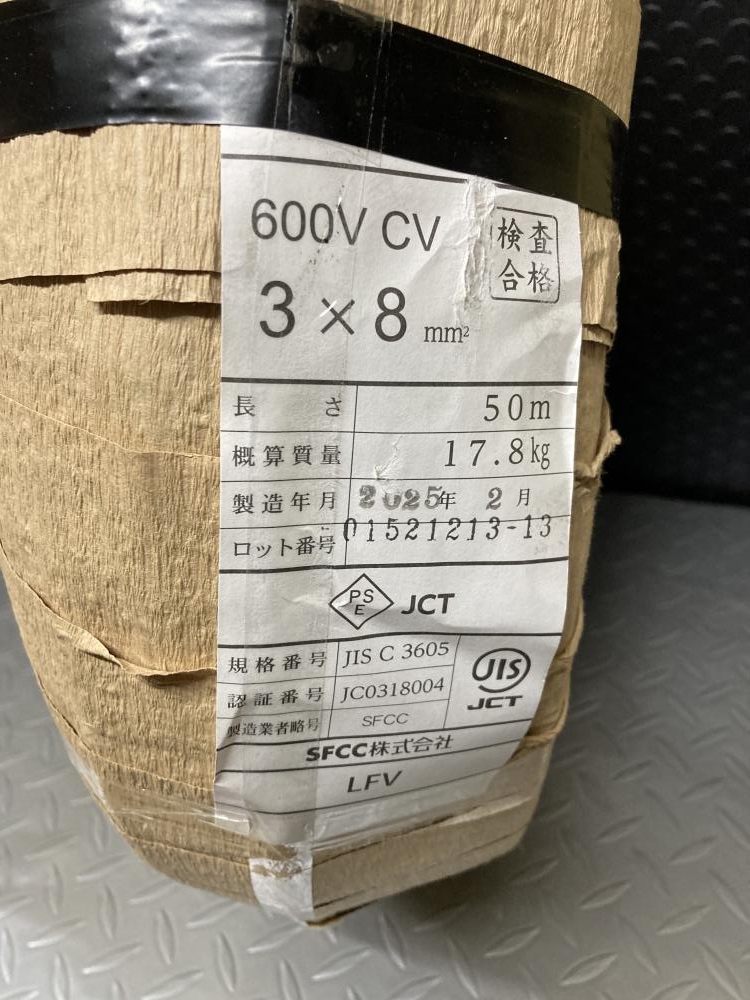 600V CV
検査
合格
3×8 mm²
長さ 50m
概算質量 17.8kg
製造年月 2025年 2月
ロット番号 01521213-13
PS
E
JCT
規格番号 JIS C 3605
認証番号 JC0318004
製造業者略号 SFCC
JIS
JCT
SFCC株式会社
LFV